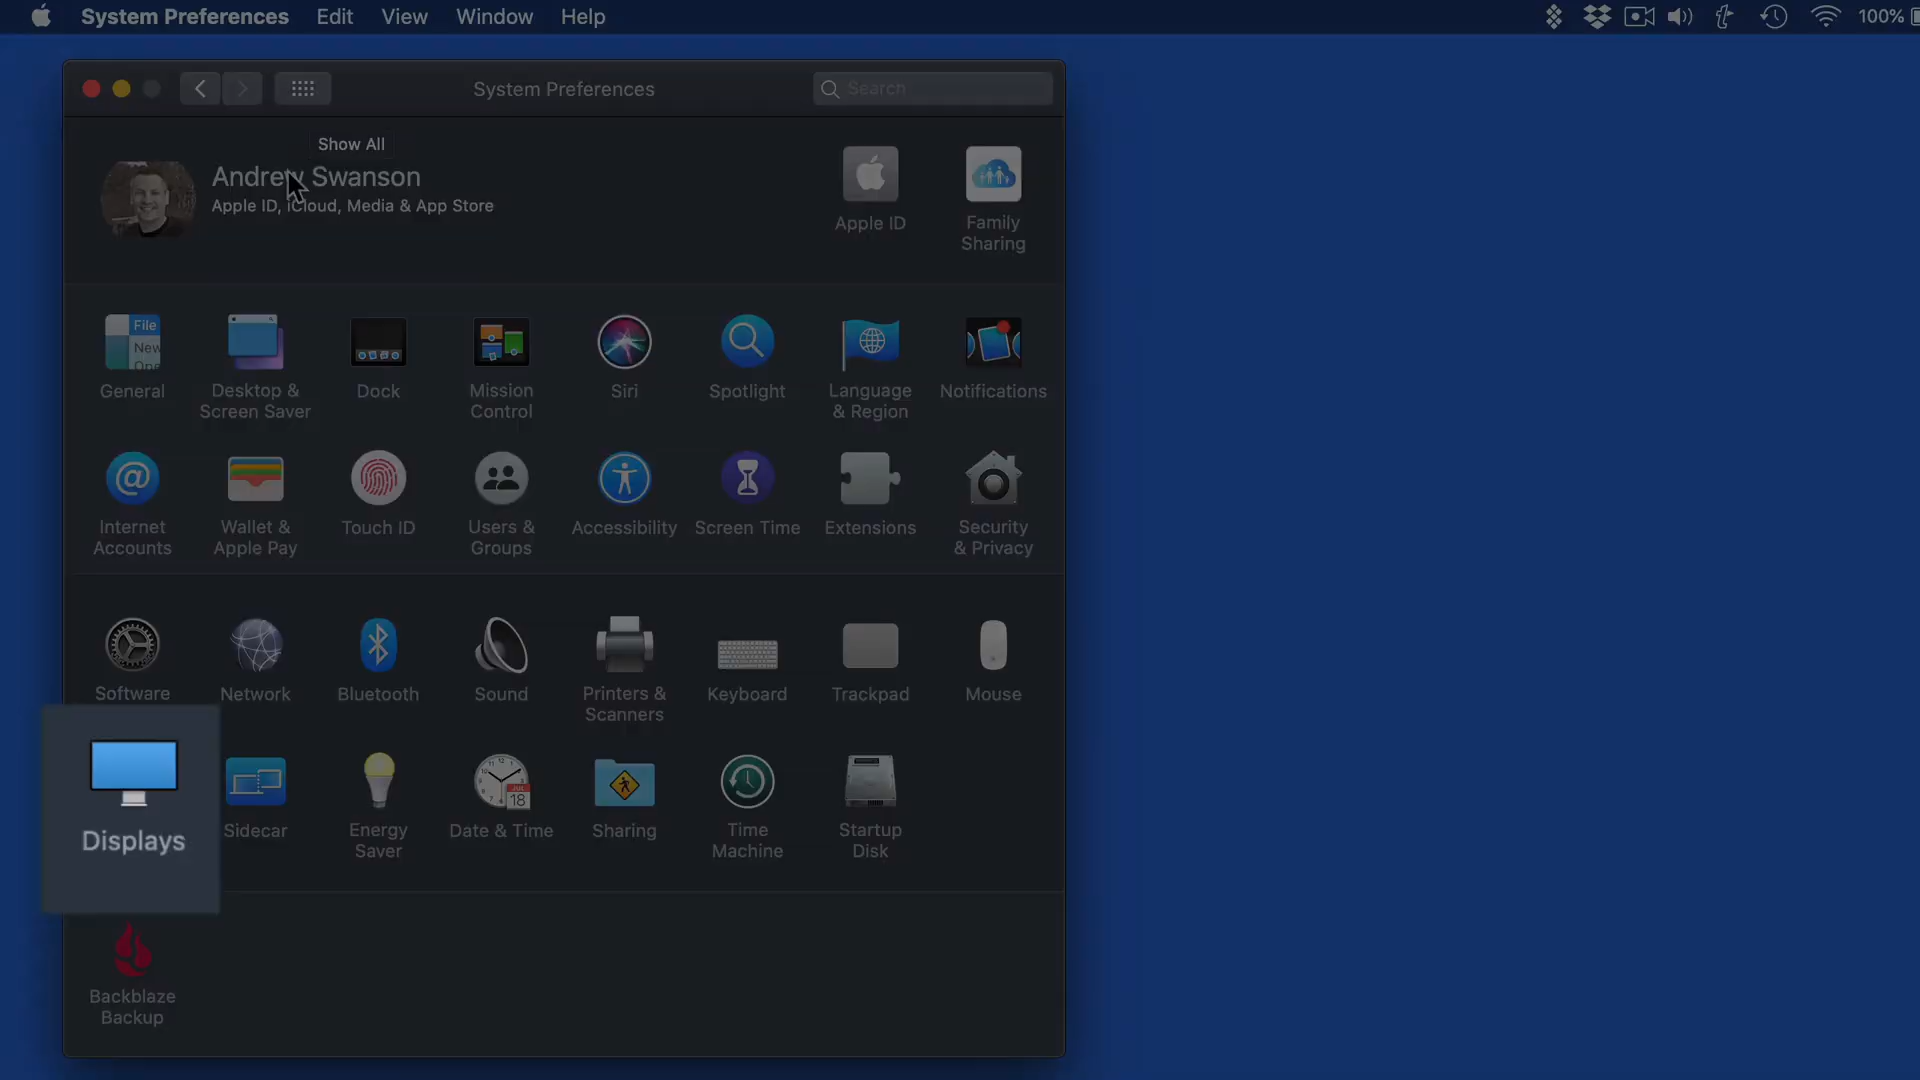 System Preferences Edit View Window Help 100%
System Preferences Search
Show All
Andrew Swanson
Apple ID, iCloud, Media & App Store
Apple ID
Family
Sharing
File
New
General
Desktop &
Screen Saver
Dock
Mission
Control
Siri
Spotlight
Language
& Region
Notifications
Internet
Accounts
Wallet &
Apple Pay
Touch ID
Users &
Groups
Accessibility
Screen Time
Extensions
Security
& Privacy
Software
Network
Bluetooth
Sound
Printers &
Scanners
Keyboard
Trackpad
Mouse
Displays
Sidecar
Energy
Saver
JUL
18
Date & Time
Sharing
Time
Machine
Startup
Disk
Backblaze
Backup